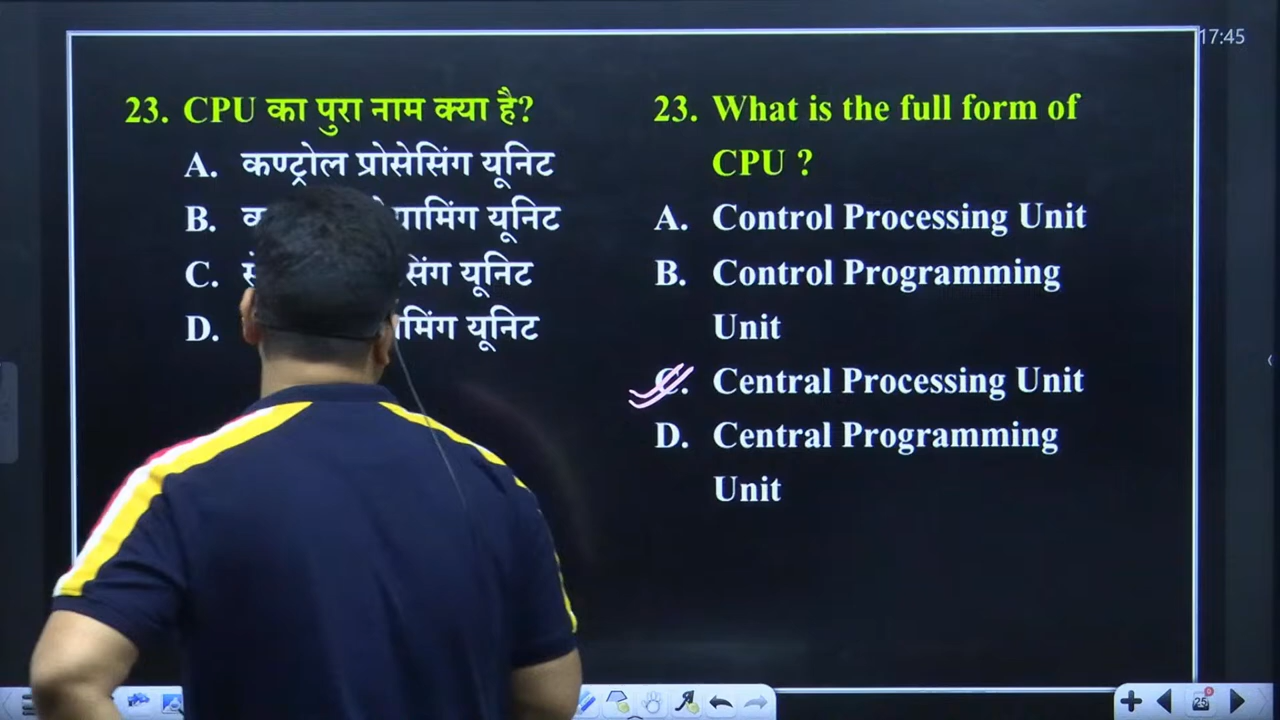 17:45
23. CPU का पुरा नाम क्या है?
A. कण्ट्रोल प्रोसेसिंग यूनिट
B. यूनिट
C. यूनिट
D. यूनिट
23. What is the full form of
CPU ?
A. Control Processing Unit
B. Control Programming
Unit
C. Central Processing Unit
D. Central Programming
Unit
25